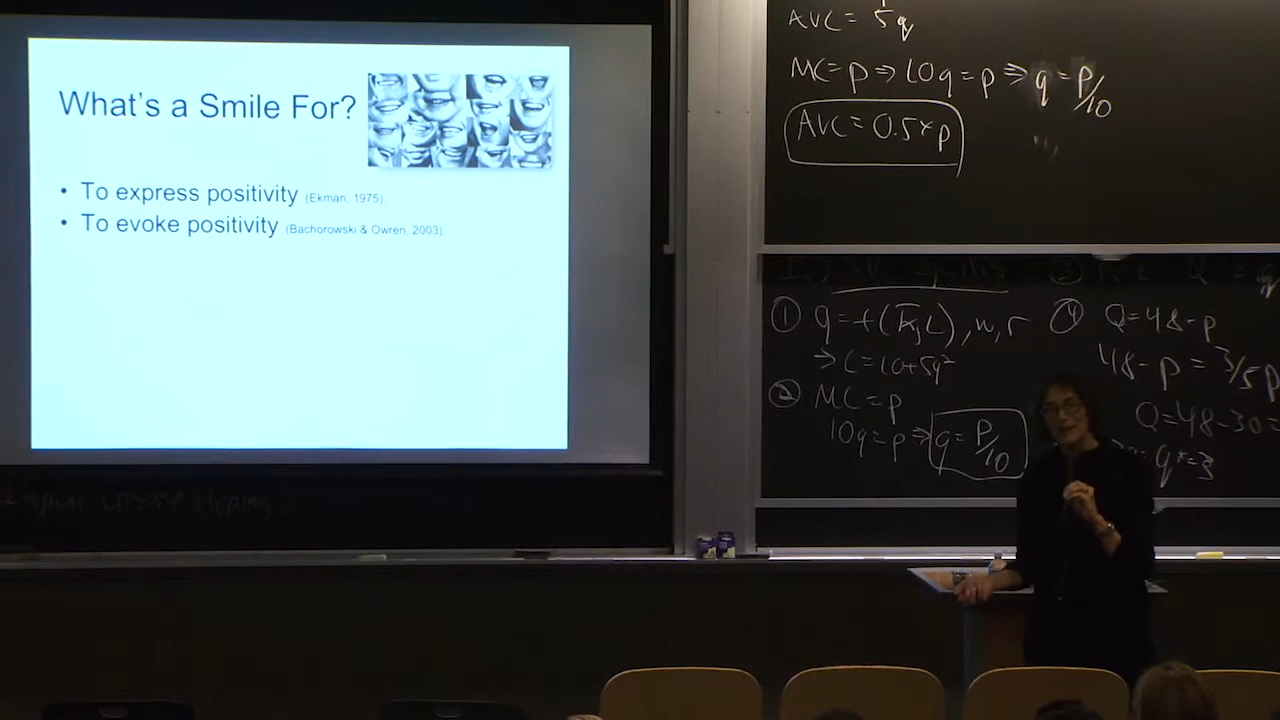 What's a Smile For?
• To express positivity (Ekman, 1975).
• To evoke positivity (Bachorowski & Owren, 2003).
AVC = 5q
MC = p ⇒ 10q = p ⇒ q = P/10
AVC = 0.5*p
① q = f(K̅, L), w, r
→ C = 10+5q²
② MC = p
10q = p ⇒ q = P/10
④ Q = 48 - p
48 - p = 3/5 p
Q = 48 - 30 =
q* = 3